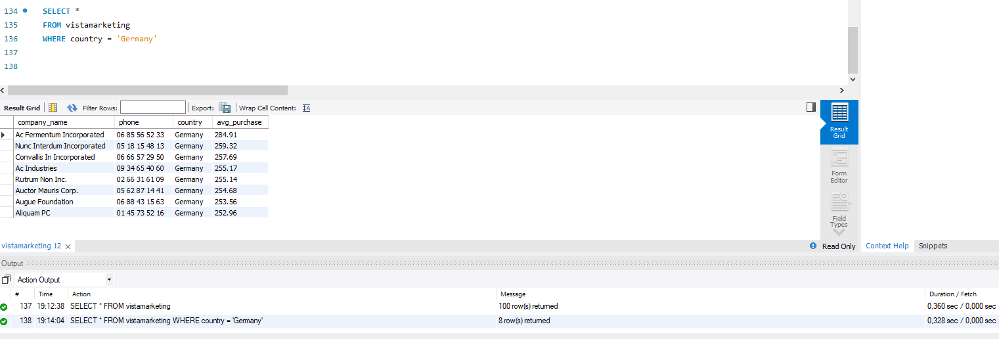 134 SELECT *
135 FROM vistamarketing
136 WHERE country = 'Germany'
137
138
Result Grid Filter Rows: Export: Wrap Cell Content:
company_name phone country avg_purchase
Ac Fermentum Incorporated 06 85 56 52 33 Germany 284.91
Nunc Interdum Incorporated 05 18 15 48 13 Germany 259.32
Convallis In Incorporated 06 66 57 29 50 Germany 257.69
Ac Industries 09 34 65 40 60 Germany 255.17
Rutrum Non Inc. 02 66 31 61 09 Germany 255.14
Auctor Mauris Corp. 05 62 87 14 41 Germany 254.68
Augue Foundation 06 88 43 15 63 Germany 253.56
Aliquam PC 01 45 73 52 16 Germany 252.96
Result
Grid
Form
Editor
Field
Types
vistamarketing 12 Read Only Context Help Snippets
Output
Action Output
# Time Action Message Duration / Fetch
137 19:12:38 SELECT * FROM vistamarketing 100 row(s) returned 0,360 sec / 0,000 sec
138 19:14:04 SELECT * FROM vistamarketing WHERE country = 'Germany' 8 row(s) returned 0,328 sec / 0,000 sec